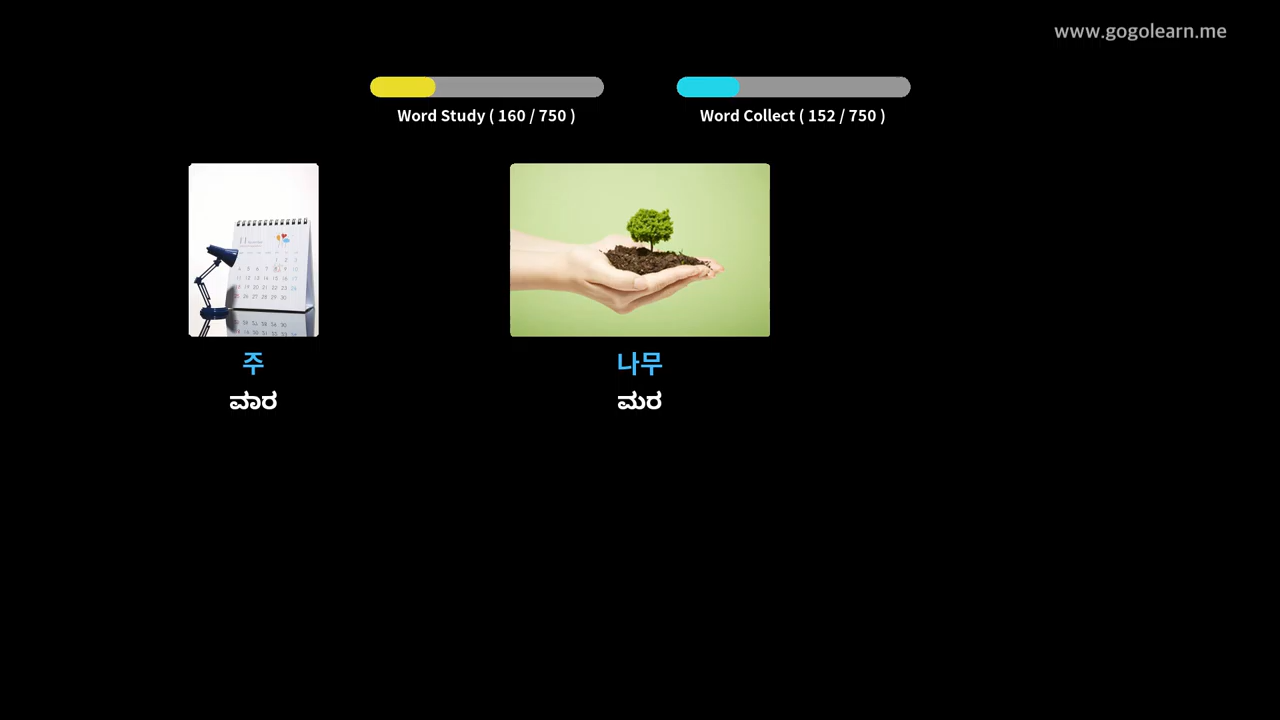 www.gogolearn.me
Word Study ( 160 / 750 )
Word Collect ( 152 / 750 )
주
ವಾರ
나무
ಮರ